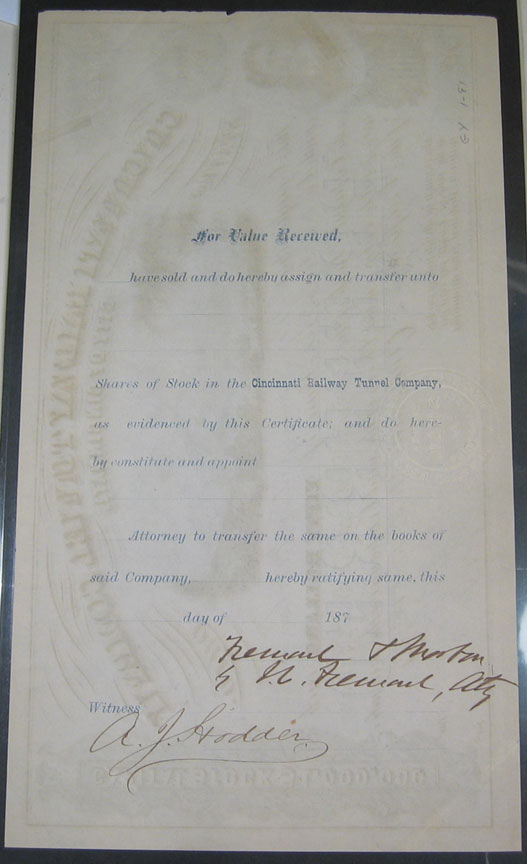 For Value Received,
have sold and do hereby assign and transfer unto
Shares of Stock in the Cincinnati Railway Tunnel Company,
as evidenced by this Certificate; and do here-
by constitute and appoint
Attorney to transfer the same on the books of
said Company, hereby ratifying same, this
day of 187
Fremont & Morton
Fremont, Atty
Witness
A. J. Hodder